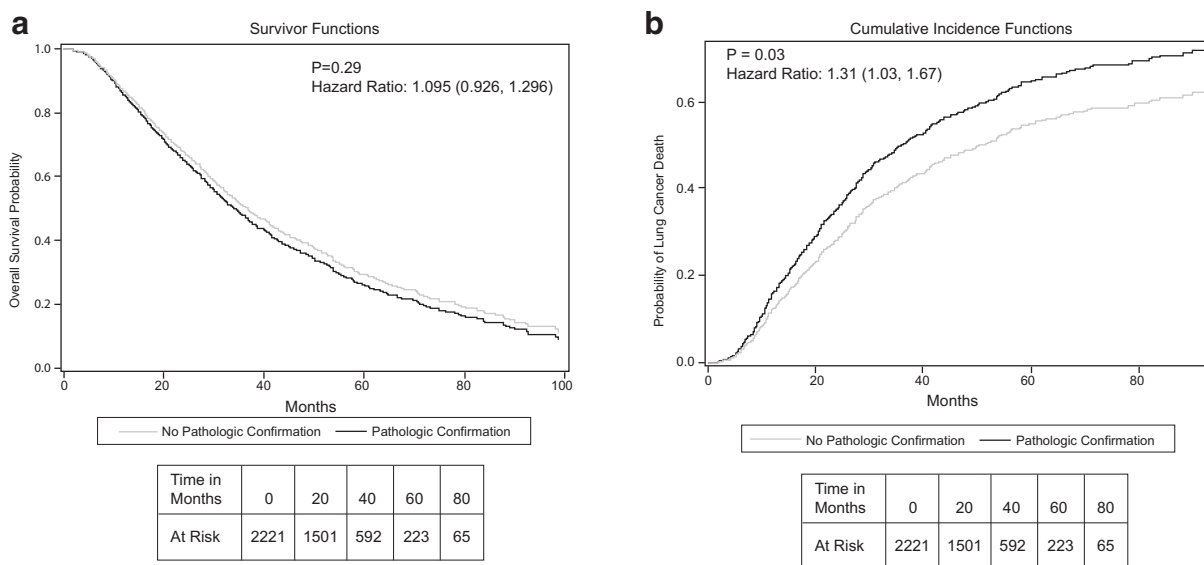 a
Survivor Functions
P=0.29
Hazard Ratio: 1.095 (0.926, 1.296)
Overall Survival Probability
1.0
0.8
0.6
0.4
0.2
0.0
0 20 40 60 80 100
Months
No Pathologic Confirmation Pathologic Confirmation
Time in Months 0 20 40 60 80
At Risk 2221 1501 592 223 65
b
Cumulative Incidence Functions
P = 0.03
Hazard Ratio: 1.31 (1.03, 1.67)
Probability of Lung Cancer Death
0.6
0.4
0.2
0.0
0 20 40 60 80
Months
No Pathologic Confirmation Pathologic Confirmation
Time in Months 0 20 40 60 80
At Risk 2221 1501 592 223 65